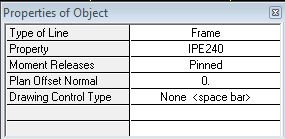 Properties of Object
Type of Line Frame
Property IPE240
Moment Releases Pinned
Plan Offset Normal 0.
Drawing Control Type None <space bar>